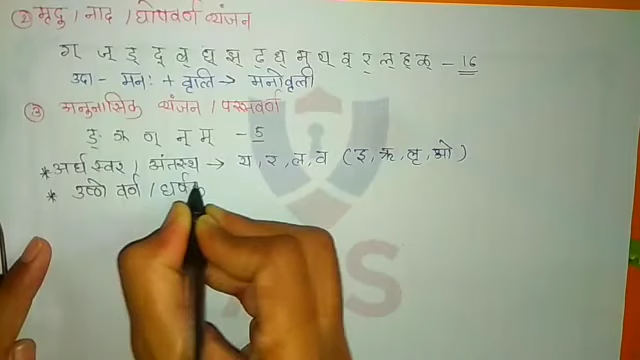 ② मृदु / नाद / घोषवर्ण व्यंजन
ग् ज् ड् द् ब् घ् झ् ढ् ध् भ् य् व् र् ल् ह् ळ् – 16
उदा – मनः + वृत्ति → मनोवृत्ती
③ अनुनासिक व्यंजन / परसवर्ण
ङ् ञ ण् न् म् – 5
* अर्धस्वर / अंतस्थ → य, र, ल, व (इ, ऋ, लृ, ओ)
* उष्मे वर्ण / घर्षक